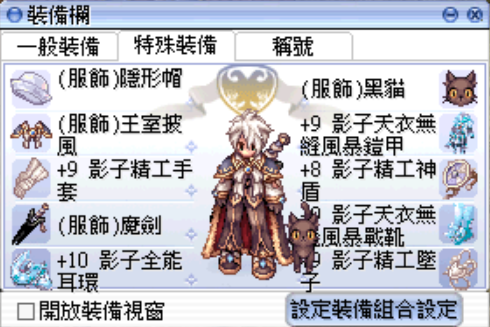 裝備欄
一般裝備 特殊裝備 稱號
(服飾)隱形帽
(服飾)黑貓
(服飾)王室披
風
+9 影子天衣無
縫風暴鎧甲
+9 影子精工手
套
+8 影子精工神
盾
(服飾)魔劍
影子天衣無
風暴戰靴
+10 影子全能
耳環
影子精工墜
子
開放裝備視窗
設定裝備組合設定